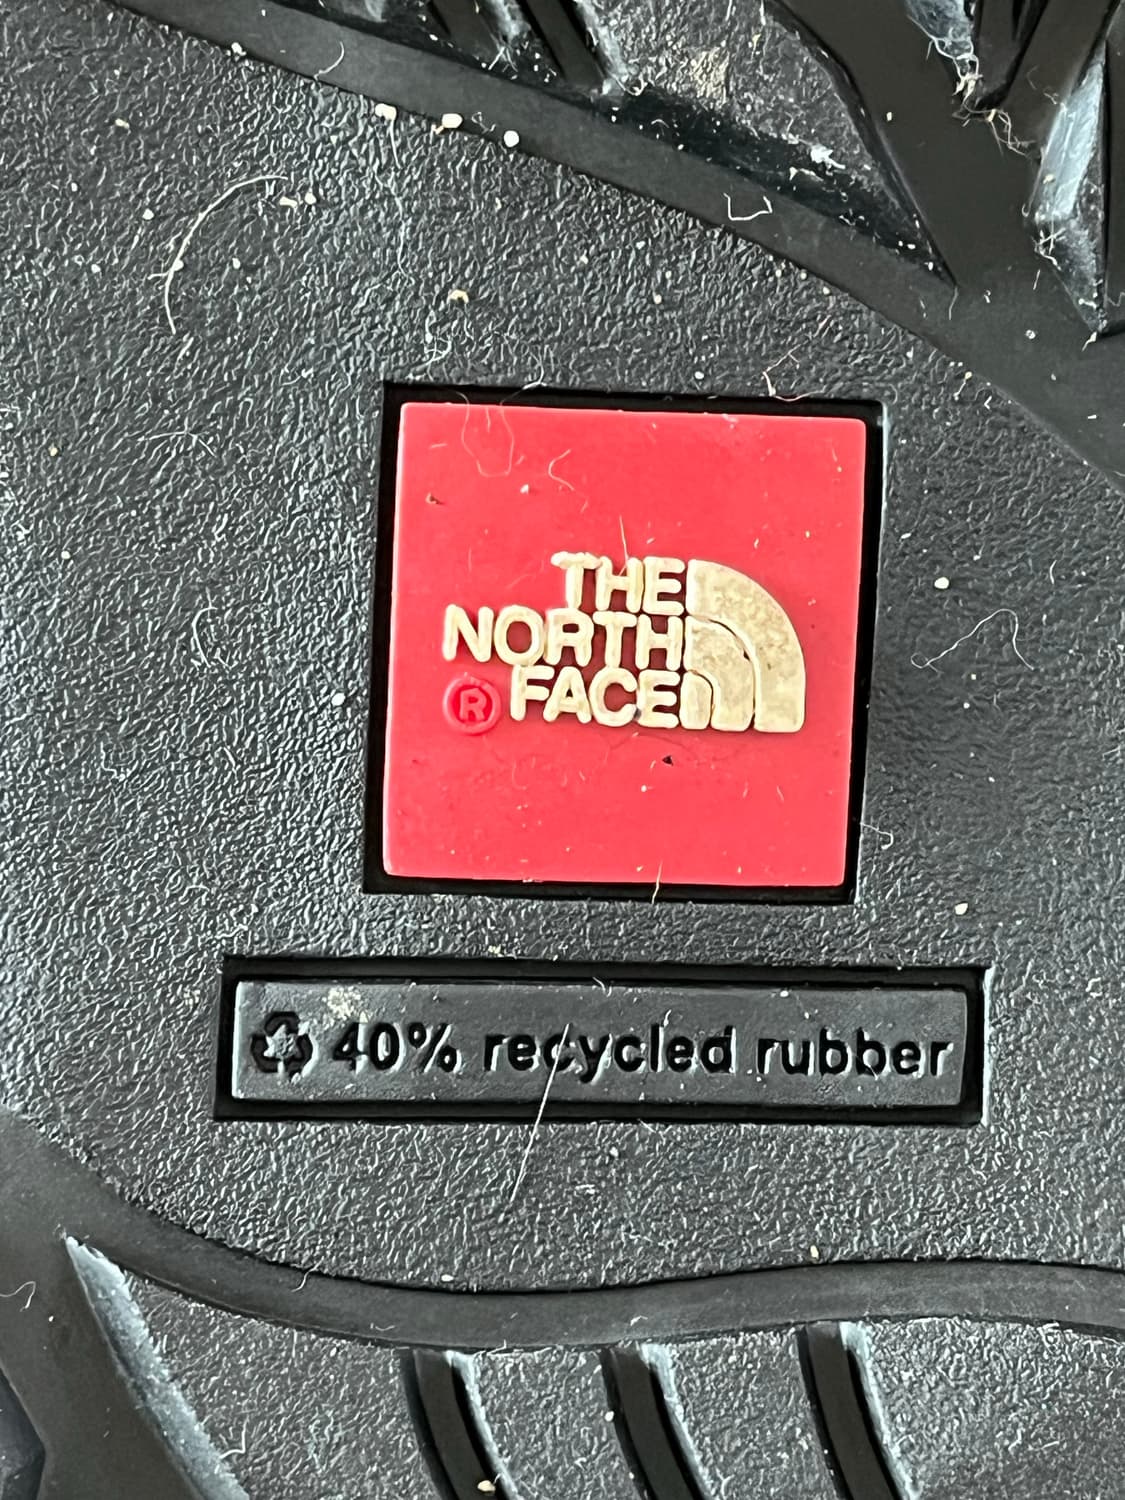 THE
NORTH
® FACE
♻ 40% recycled rubber